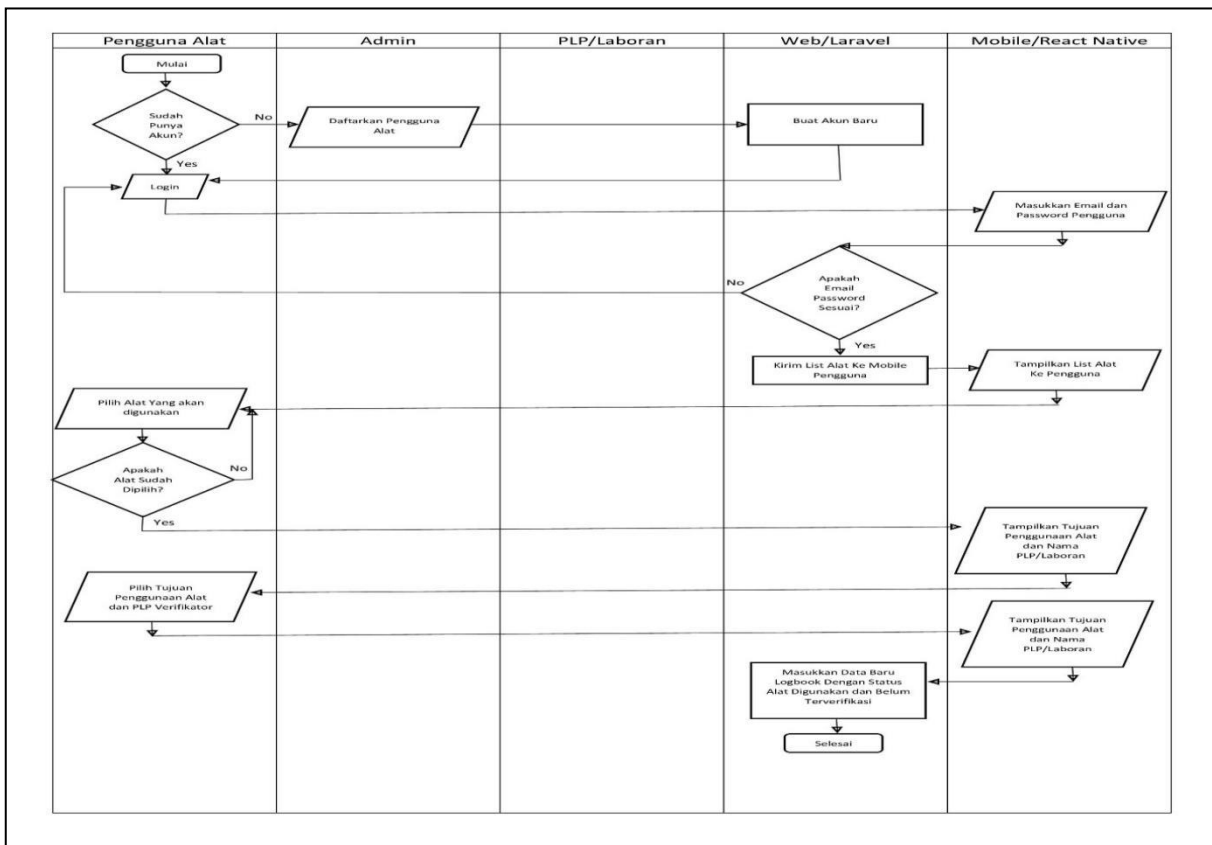 Pengguna Alat
Admin
PLP/Laboran
Web/Laravel
Mobile/React Native
Mulai
Sudah
Punya
Akun?
No
Daftarkan Pengguna
Alat
Buat Akun Baru
Yes
Login
Masukkan Email dan
Password Pengguna
Apakah
Email
Password
Sesuai?
No
Yes
Kirim List Alat Ke Mobile
Pengguna
Tampilkan List Alat
Ke Pengguna
Pilih Alat Yang akan
digunakan
Apakah
Alat Sudah
Dipilih?
No
Yes
Tampilkan Tujuan
Penggunaan Alat
dan Nama
PLP/Laboran
Pilih Tujuan
Penggunaan Alat
dan PLP Verifikator
Tampilkan Tujuan
Penggunaan Alat
dan Nama
PLP/Laboran
Masukkan Data Baru
Logbook Dengan Status
Alat Digunakan dan Belum
Terverifikasi
Selesai